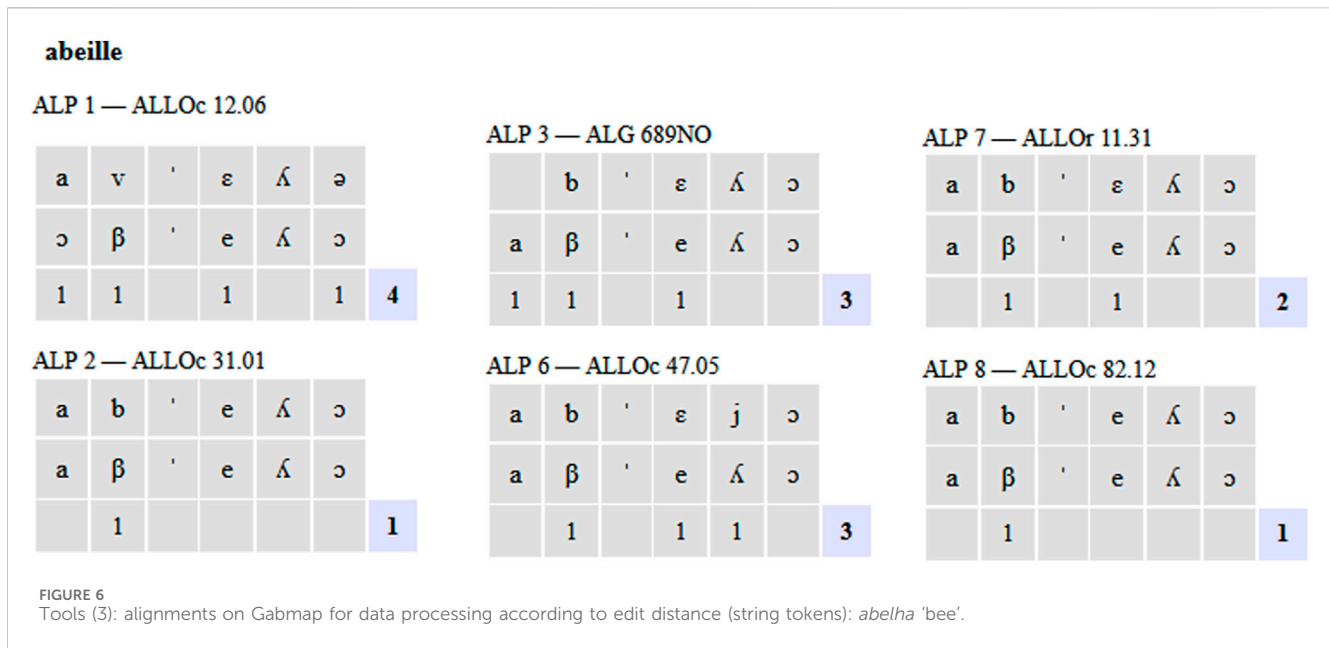 abeille
ALP 1 — ALLOc 12.06
a v ˈ ɛ ʎ ə
ɔ β ˈ e ʎ ɔ
1 1 1 1 4
ALP 2 — ALLOc 31.01
a b ˈ e ʎ ɔ
a β ˈ e ʎ ɔ
1 1
ALP 3 — ALG 689NO
b ˈ ɛ ʎ ɔ
a β ˈ e ʎ ɔ
1 1 1 3
ALP 6 — ALLOc 47.05
a b ˈ ɛ j ɔ
a β ˈ e ʎ ɔ
1 1 1 3
ALP 7 — ALLOr 11.31
a b ˈ ɛ ʎ ɔ
a β ˈ e ʎ ɔ
1 1 2
ALP 8 — ALLOc 82.12
a b ˈ e ʎ ɔ
a β ˈ e ʎ ɔ
1 1
FIGURE 6
Tools (3): alignments on Gabmap for data processing according to edit distance (string tokens): abelha ‘bee’.